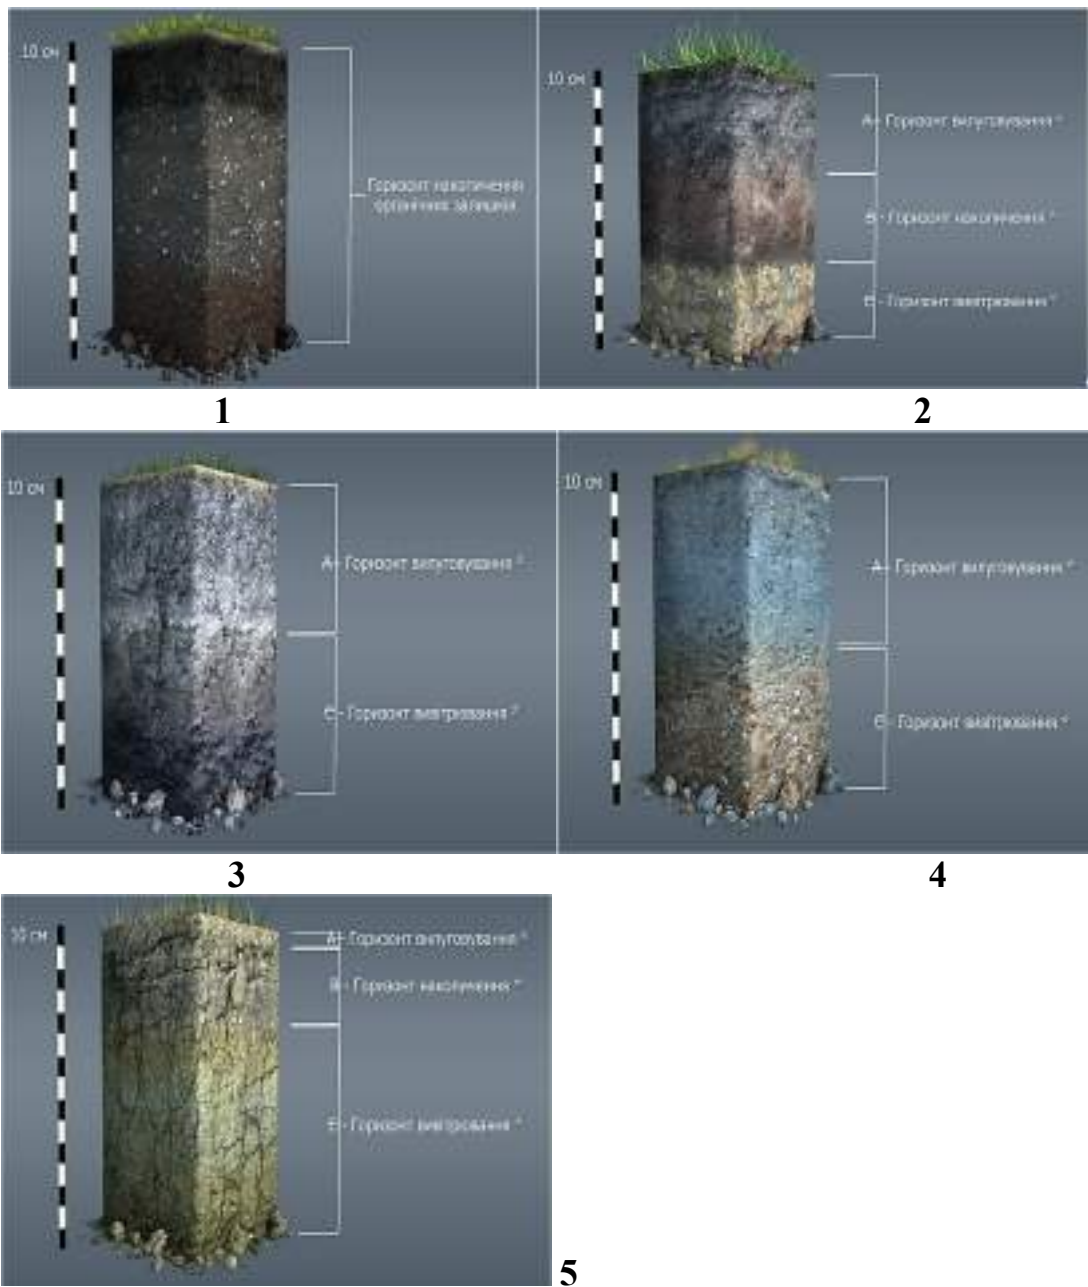 10 см
Горизонт накопичення
органічних залишків
10 см
А - Горизонт вилуговування
В - Горизонт накопичення
С - Горизонт вивітрювання
1
2
10 см
А - Горизонт вилуговування
С - Горизонт вивітрювання
10 см
А - Горизонт вилуговування
С - Горизонт вивітрювання
3
4
10 см
А - Горизонт вилуговування
В - Горизонт накопичення
С - Горизонт вивітрювання
5